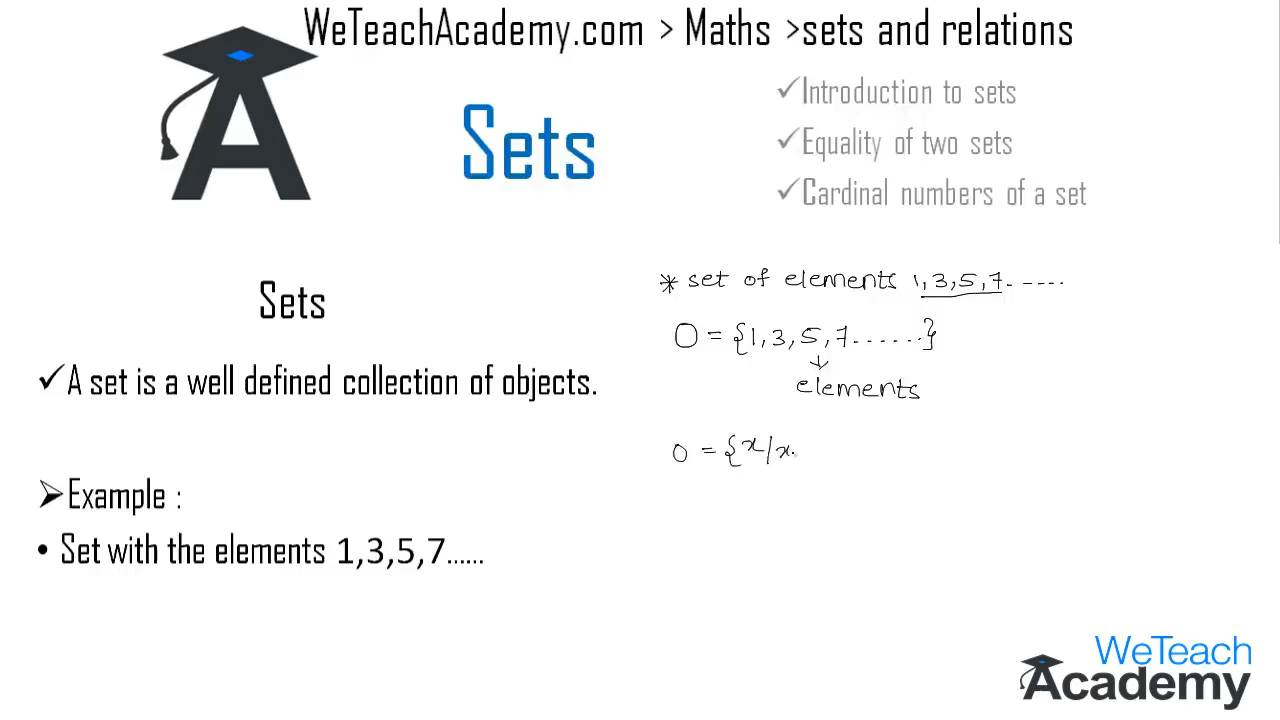 WeTeachAcademy.com > Maths >sets and relations
Sets
✓Introduction to sets
✓Equality of two sets
✓Cardinal numbers of a set
Sets
✓A set is a well defined collection of objects.
➤Example :
• Set with the elements 1,3,5,7......
* set of elements 1,3,5,7.-----
O = {1,3,5,7.......}
elements
O = {x/x
WeTeach
Academy